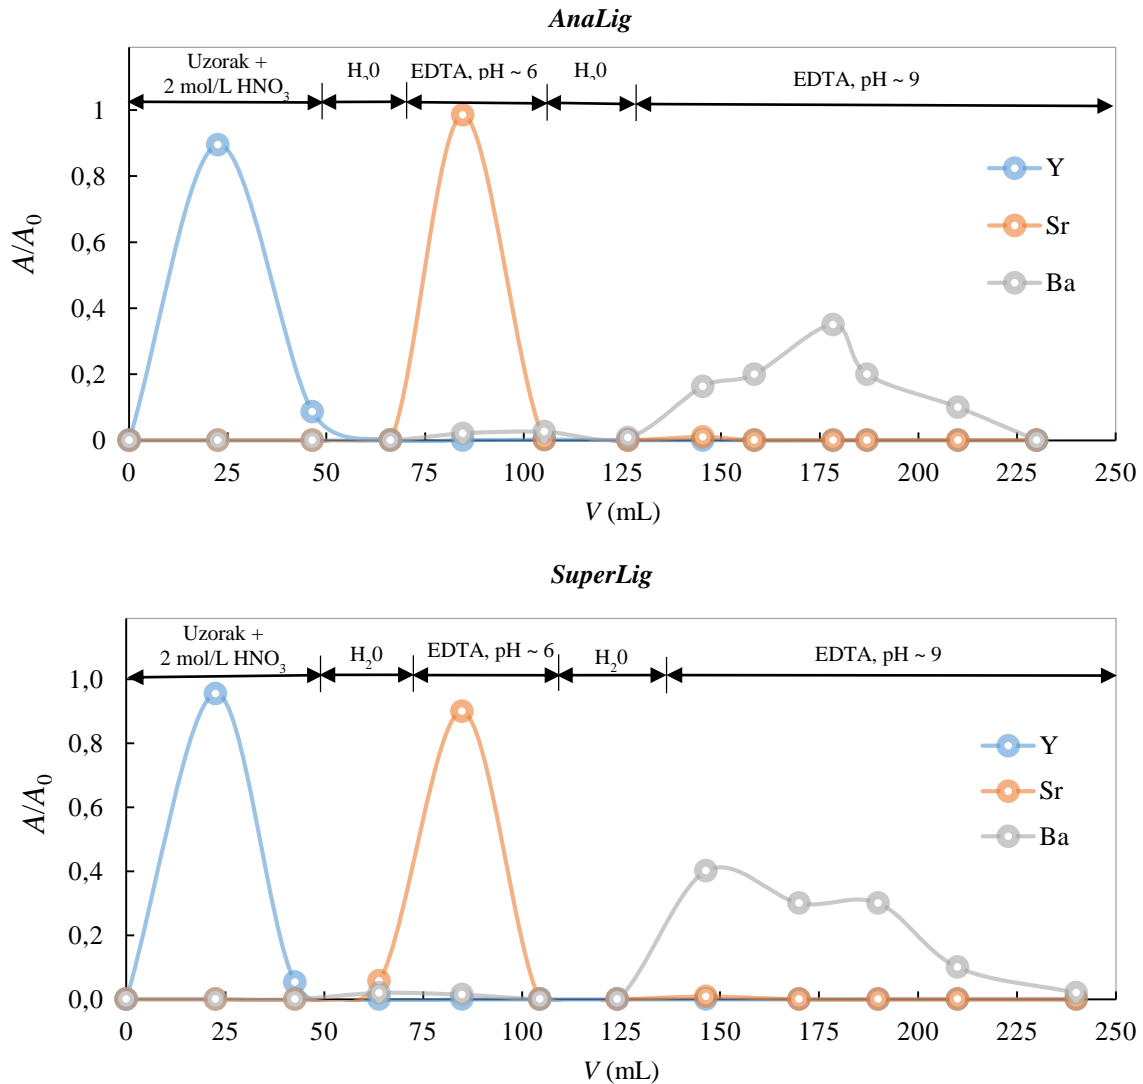 AnaLig
Uzorak +
2 mol/L HNO₃
H₂0
EDTA, pH ~ 6
H₂0
EDTA, pH ~ 9
1
0,8
0,6
0,4
0,2
0
A/A₀
Y
Sr
Ba
0 25 50 75 100 125 150 175 200 225 250
V (mL)
SuperLig
Uzorak +
2 mol/L HNO₃
H₂0
EDTA, pH ~ 6
H₂0
EDTA, pH ~ 9
1,0
0,8
0,6
0,4
0,2
0,0
A/A₀
Y
Sr
Ba
0 25 50 75 100 125 150 175 200 225 250
V (mL)